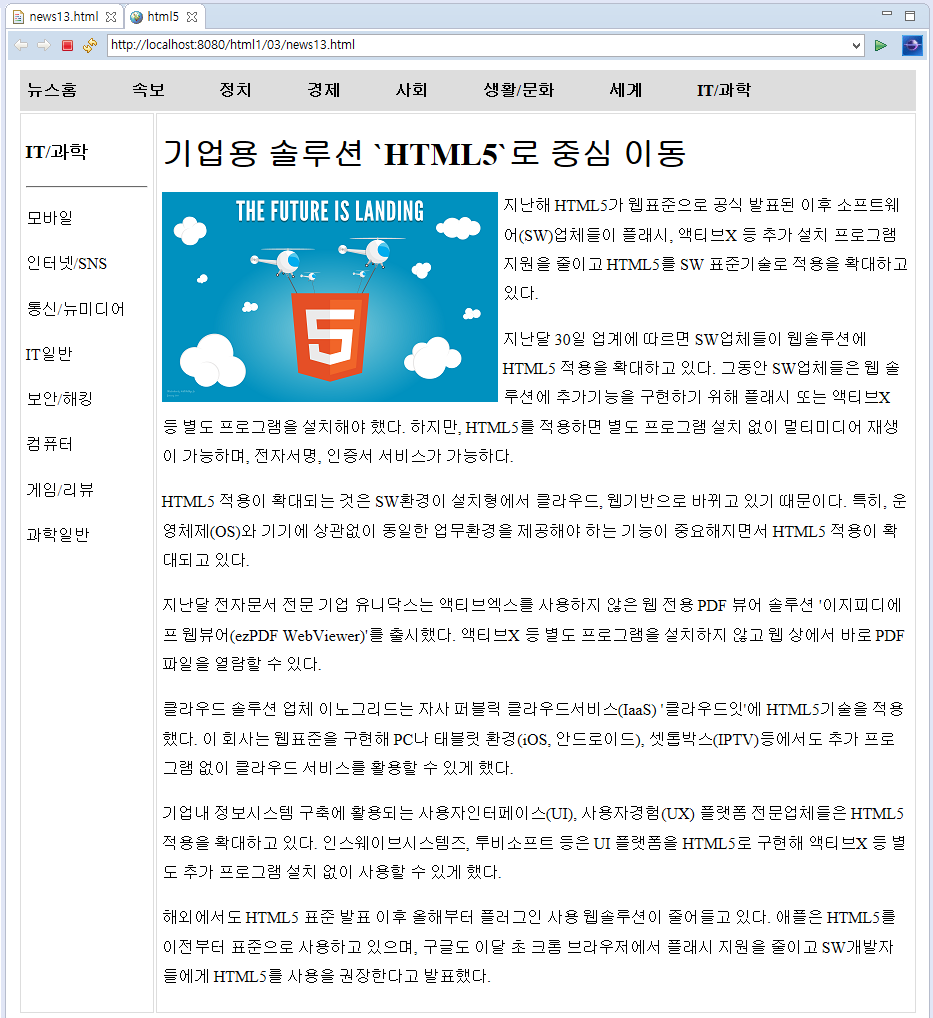 news13.html
html5
http://localhost:8080/html1/03/news13.html
뉴스홈 속보 정치 경제 사회 생활/문화 세계 IT/과학
IT/과학
모바일
인터넷/SNS
통신/뉴미디어
IT일반
보안/해킹
컴퓨터
게임/리뷰
과학일반
기업용 솔루션 `HTML5`로 중심 이동
THE FUTURE IS LANDING
5
지난해 HTML5가 웹표준으로 공식 발표된 이후 소프트웨
어(SW)업체들이 플래시, 액티브X 등 추가 설치 프로그램
지원을 줄이고 HTML5를 SW 표준기술로 적용을 확대하고
있다.
지난달 30일 업계에 따르면 SW업체들이 웹솔루션에
HTML5 적용을 확대하고 있다. 그동안 SW업체들은 웹 솔
루션에 추가기능을 구현하기 위해 플래시 또는 액티브X
등 별도 프로그램을 설치해야 했다. 하지만, HTML5를 적용하면 별도 프로그램 설치 없이 멀티미디어 재생
이 가능하며, 전자서명, 인증서 서비스가 가능하다.
HTML5 적용이 확대되는 것은 SW환경이 설치형에서 클라우드, 웹기반으로 바뀌고 있기 때문이다. 특히, 운
영체제(OS)와 기기에 상관없이 동일한 업무환경을 제공해야 하는 기능이 중요해지면서 HTML5 적용이 확
대되고 있다.
지난달 전자문서 전문 기업 유니닥스는 액티브엑스를 사용하지 않은 웹 전용 PDF 뷰어 솔루션 '이지피디에
프 웹뷰어(ezPDF WebViewer)'를 출시했다. 액티브X 등 별도 프로그램을 설치하지 않고 웹 상에서 바로 PDF
파일을 열람할 수 있다.
클라우드 솔루션 업체 이노그리드는 자사 퍼블릭 클라우드서비스(IaaS) '클라우드잇'에 HTML5기술을 적용
했다. 이 회사는 웹표준을 구현해 PC나 태블릿 환경(iOS, 안드로이드), 셋톱박스(IPTV)등에서도 추가 프로
그램 없이 클라우드 서비스를 활용할 수 있게 했다.
기업내 정보시스템 구축에 활용되는 사용자인터페이스(UI), 사용자경험(UX) 플랫폼 전문업체들은 HTML5
적용을 확대하고 있다. 인스웨이브시스템즈, 투비소프트 등은 UI 플랫폼을 HTML5로 구현해 액티브X 등 별
도 추가 프로그램 설치 없이 사용할 수 있게 했다.
해외에서도 HTML5 표준 발표 이후 올해부터 플러그인 사용 웹솔루션이 줄어들고 있다. 애플은 HTML5를
이전부터 표준으로 사용하고 있으며, 구글도 이달 초 크롬 브라우저에서 플래시 지원을 줄이고 SW개발자
들에게 HTML5를 사용을 권장한다고 발표했다.